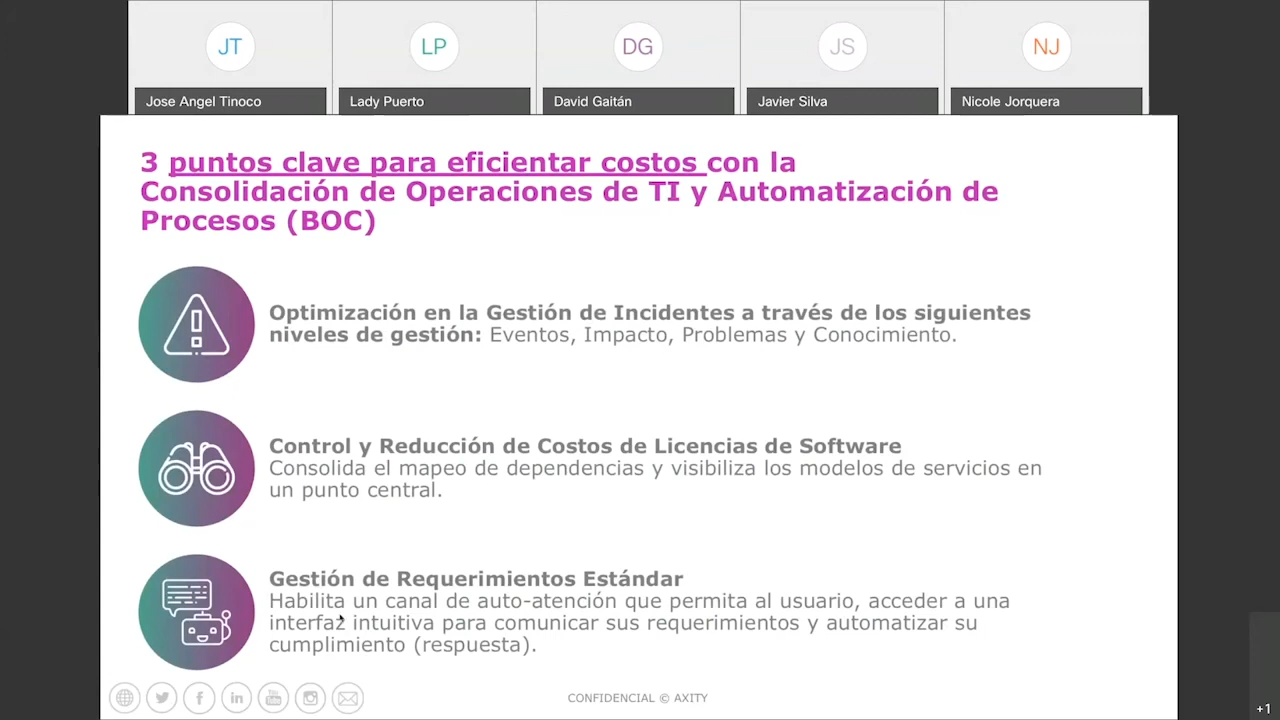 JT
LP
DG
JS
NJ
Jose Angel Tinoco
Lady Puerto
David Gaitán
Javier Silva
Nicole Jorquera
3 puntos clave para eficientar costos con la
Consolidación de Operaciones de TI y Automatización de
Procesos (BOC)
Optimización en la Gestión de Incidentes a través de los siguientes
niveles de gestión: Eventos, Impacto, Problemas y Conocimiento.
Control y Reducción de Costos de Licencias de Software
Consolida el mapeo de dependencias y visibiliza los modelos de servicios en
un punto central.
Gestión de Requerimientos Estándar
Habilita un canal de auto-atención que permita al usuario, acceder a una
interfaz intuitiva para comunicar sus requerimientos y automatizar su
cumplimiento (respuesta).
CONFIDENCIAL © AXITY
+1